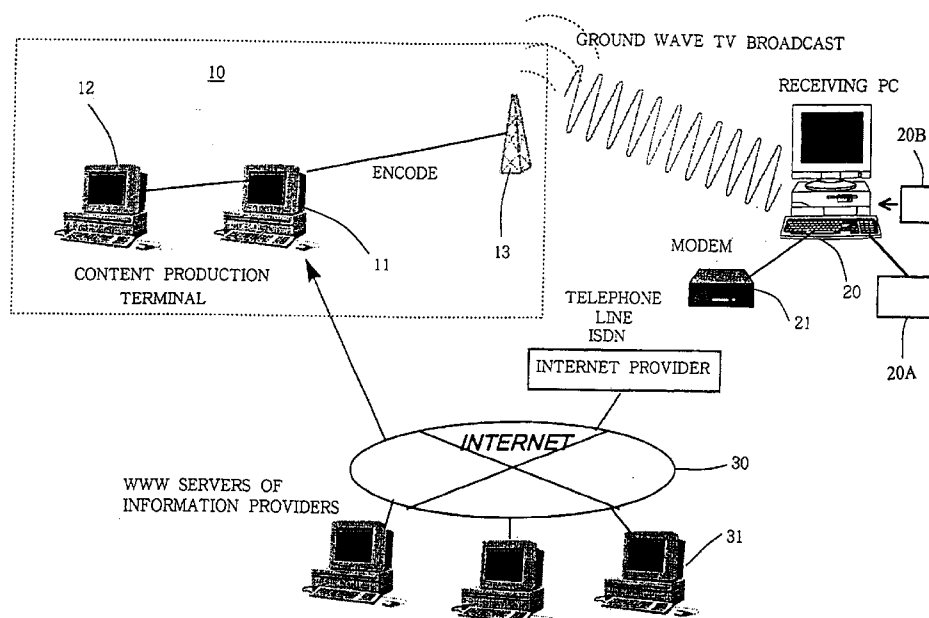 GROUND WAVE TV BROADCAST
10
12
RECEIVING PC
20B
ENCODE
13
11
CONTENT PRODUCTION
TERMINAL
MODEM
20
21
20A
TELEPHONE
LINE
ISDN
INTERNET PROVIDER
INTERNET
30
WWW SERVERS OF
INFORMATION PROVIDERS
31